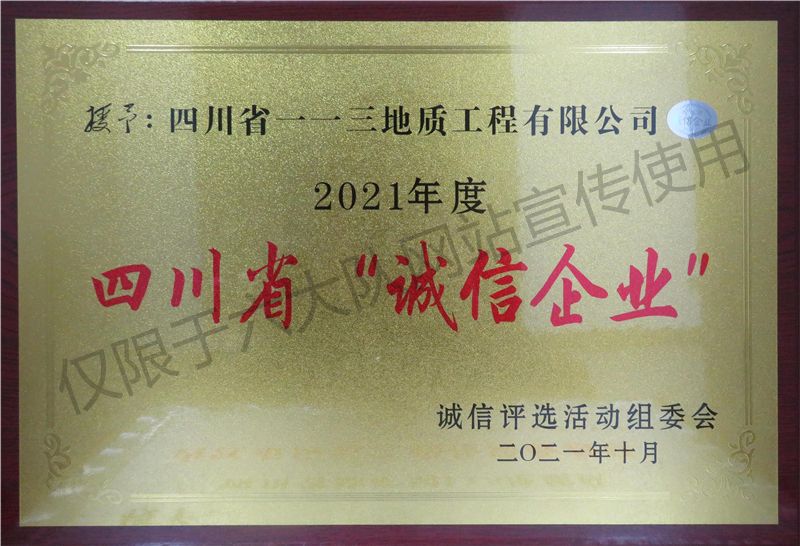 授予：四川省一一三地质工程有限公司
2021年度
四川省“诚信企业”
诚信评选活动组委会
二〇二一年十月
仅限于六大队网站宣传使用